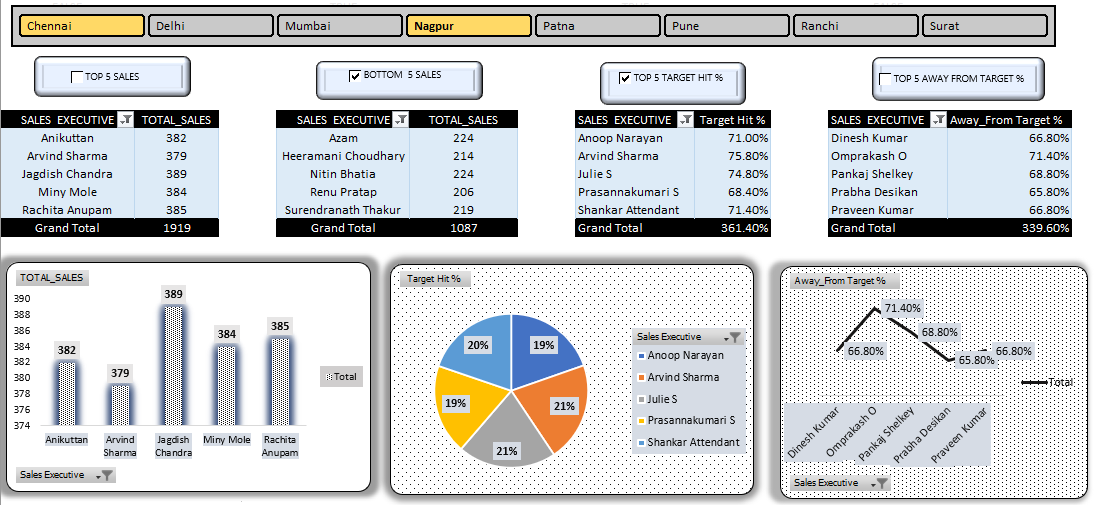 Chennai Delhi Mumbai Nagpur Patna Pune Ranchi Surat
TOP 5 SALES
BOTTOM 5 SALES
TOP 5 TARGET HIT %
TOP 5 AWAY FROM TARGET %
SALES EXECUTIVE TOTAL_SALES
Anikuttan 382
Arvind Sharma 379
Jagdish Chandra 389
Miny Mole 384
Rachita Anupam 385
Grand Total 1919
SALES EXECUTIVE TOTAL_SALES
Azam 224
Heeramani Choudhary 214
Nitin Bhatia 224
Renu Pratap 206
Surendranath Thakur 219
Grand Total 1087
SALES EXECUTIVE Target Hit %
Anoop Narayan 71.00%
Arvind Sharma 75.80%
Julie S 74.80%
Prasannakumari S 68.40%
Shankar Attendant 71.40%
Grand Total 361.40%
SALES EXECUTIVE Away_From Target %
Dinesh Kumar 66.80%
Omprakash O 71.40%
Pankaj Shelkey 68.80%
Prabha Desikan 65.80%
Praveen Kumar 66.80%
Grand Total 339.60%
TOTAL_SALES
390
388
386
384
382
380
378
376
374
382
379
389
384
385
Anikuttan
Arvind
Sharma
Jagdish
Chandra
Miny Mole
Rachita
Anupam
Total
Sales Executive
Target Hit %
19%
21%
21%
19%
20%
Sales Executive
Anoop Narayan
Arvind Sharma
Julie S
Prasannakumari S
Shankar Attendant
Away_From Target %
66.80%
71.40%
68.80%
65.80%
66.80%
Total
Dinesh Kumar
Omprakash O
Pankaj Shelkey
Prabha Desikan
Praveen Kumar
Sales Executive